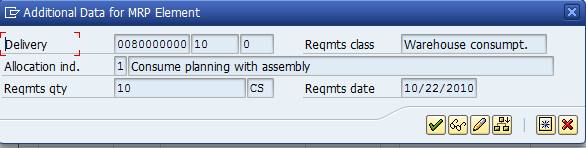 Additional Data for MRP Element
Delivery 0080000000 10 0 Reqmts class Warehouse consumpt.
Allocation ind. 1 Consume planning with assembly
Reqmts qty 10 CS Reqmts date 10/22/2010